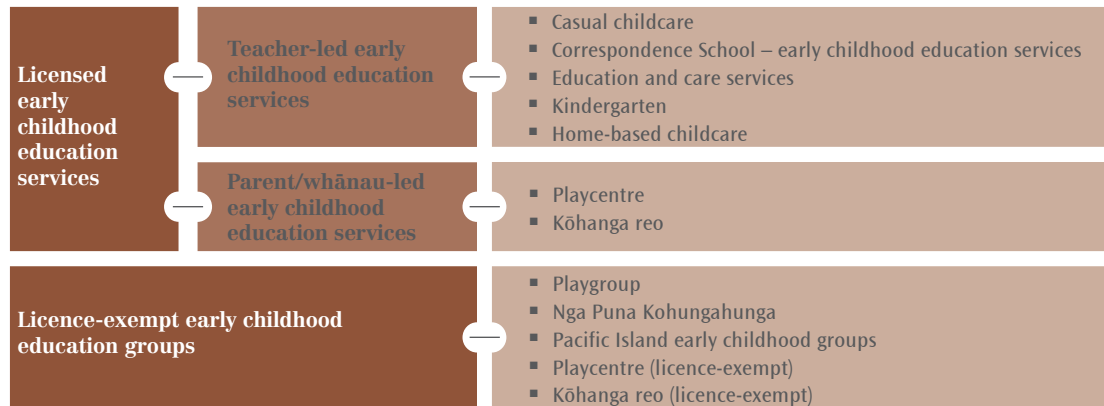 Licensed
early
childhood
education
services
Teacher-led early
childhood education
services
▪ Casual childcare
▪ Correspondence School – early childhood education services
▪ Education and care services
▪ Kindergarten
▪ Home-based childcare
Parent/whānau-led
early childhood
education services
▪ Playcentre
▪ Kōhanga reo
Licence-exempt early childhood
education groups
▪ Playgroup
▪ Nga Puna Kohungahunga
▪ Pacific Island early childhood groups
▪ Playcentre (licence-exempt)
▪ Kōhanga reo (licence-exempt)